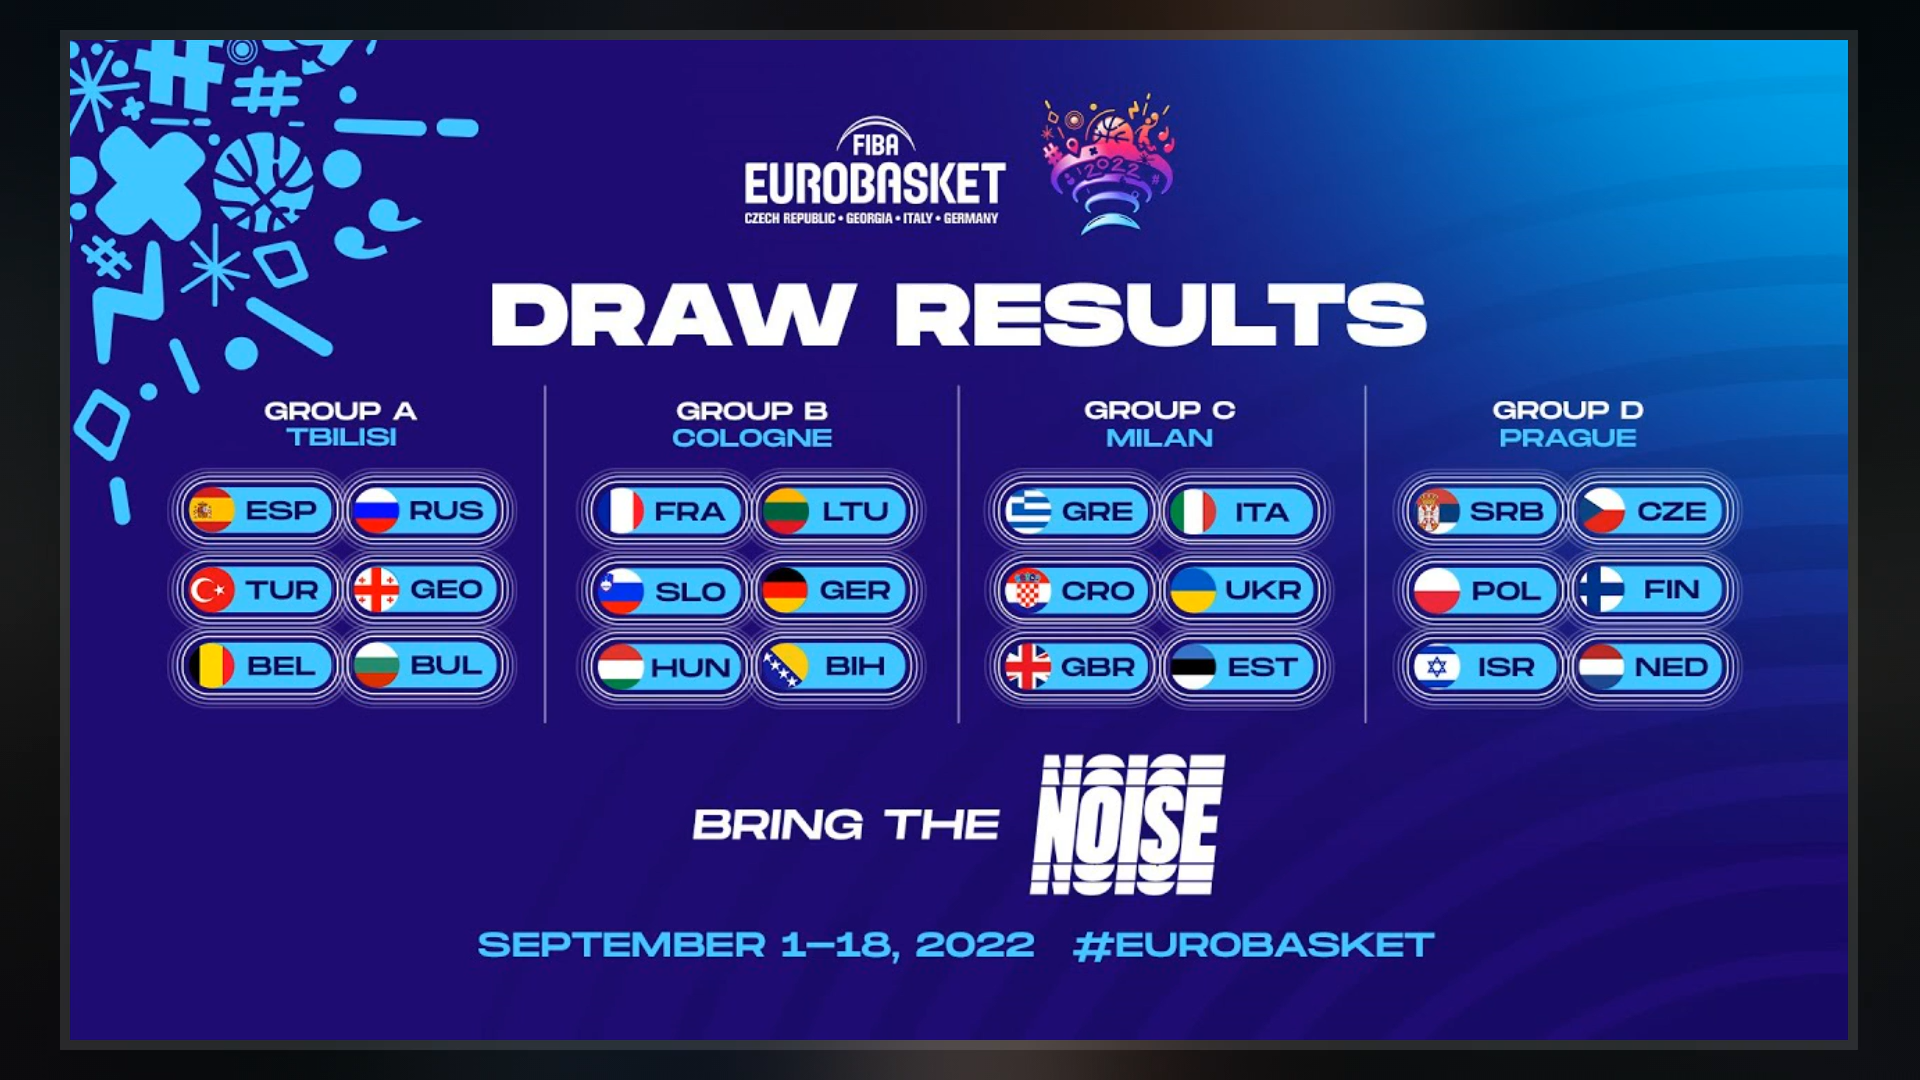 FIBA
EUROBASKET
CZECH REPUBLIC • GEORGIA • ITALY • GERMANY
2022
DRAW RESULTS
GROUP A
TBILISI
ESP RUS
TUR GEO
BEL BUL
GROUP B
COLOGNE
FRA LTU
SLO GER
HUN BIH
GROUP C
MILAN
GRE ITA
CRO UKR
GBR EST
GROUP D
PRAGUE
SRB CZE
POL FIN
ISR NED
BRING THE NOISE
SEPTEMBER 1–18, 2022 #EUROBASKET